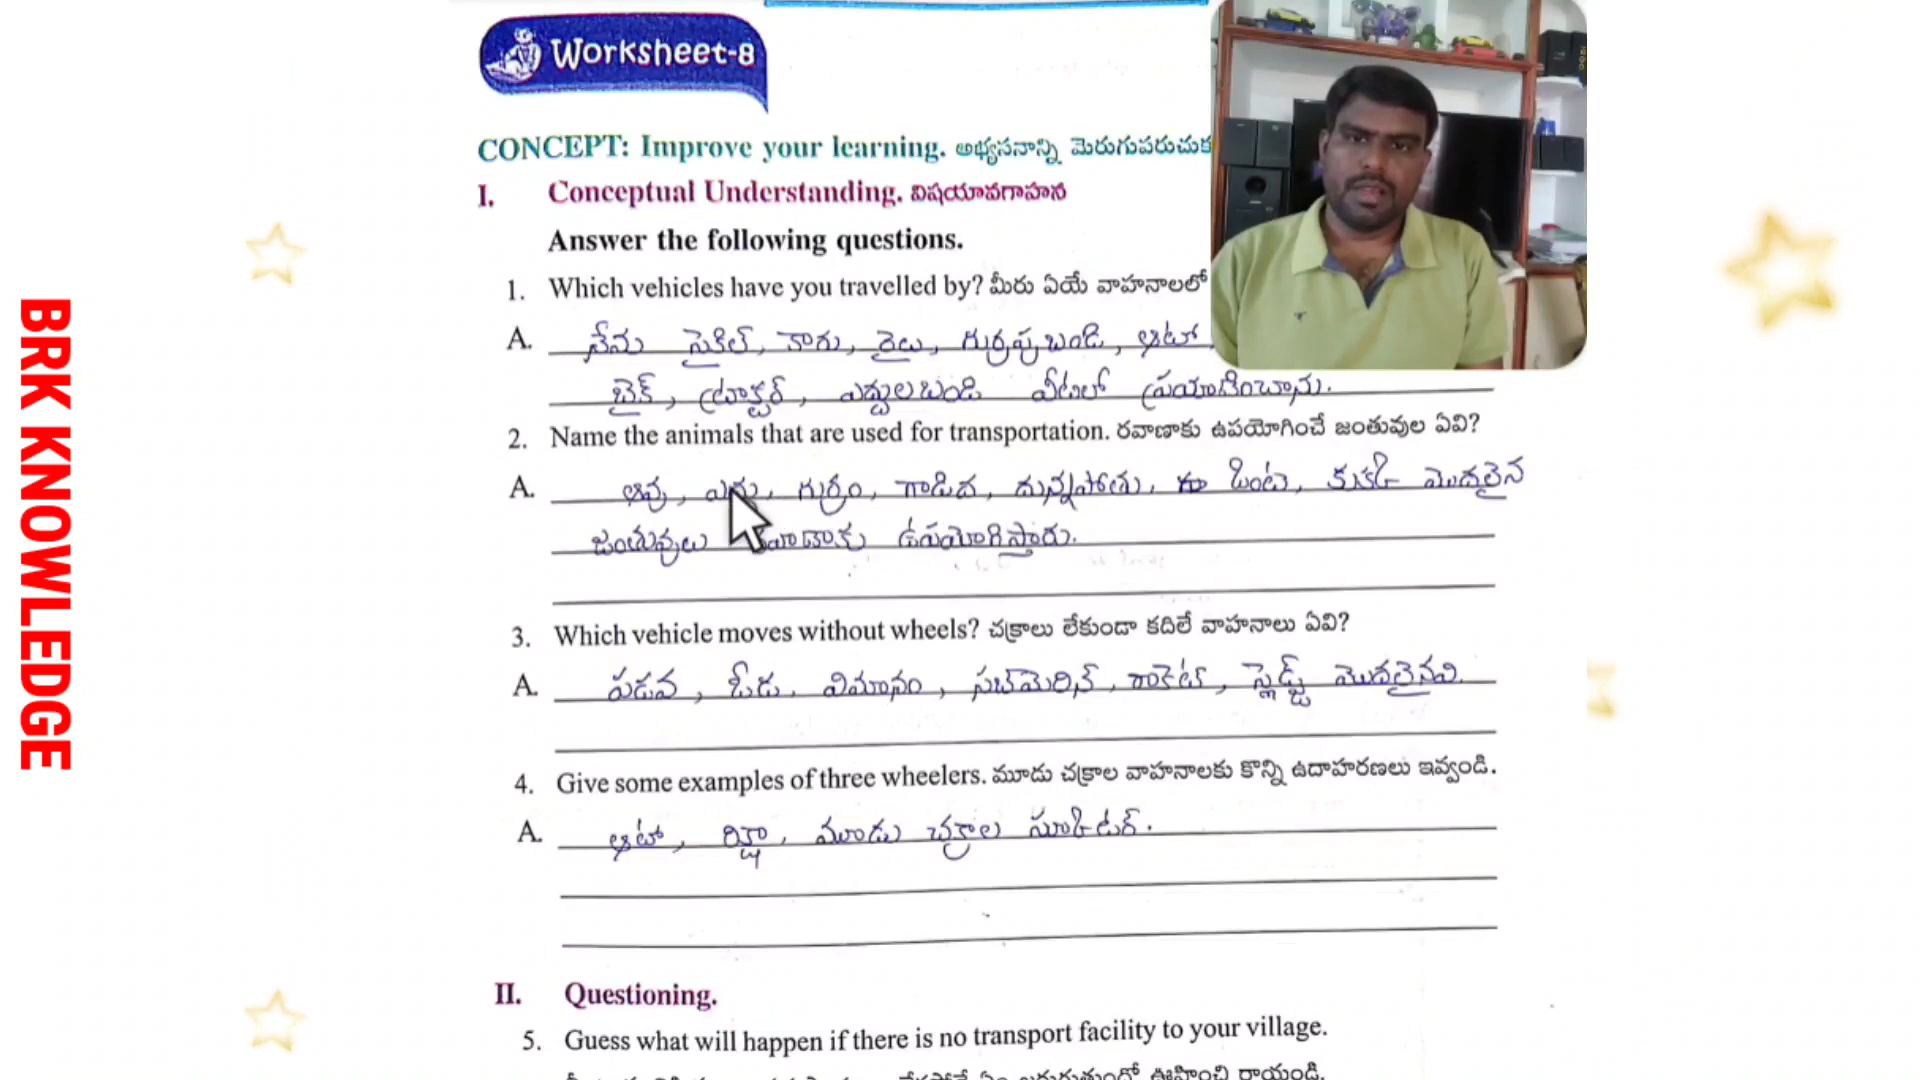 Worksheet-8
CONCEPT: Improve your learning. అభ్యసనాన్ని మెరుగుపరుచుక
I. Conceptual Understanding. విషయావగాహన
Answer the following questions.
1. Which vehicles have you travelled by? మీరు ఏయే వాహనాలలో
A. నేను సైకిల్, కారు, రైలు, గుర్రపుబండి, ఆటో,
బైక్, ట్రాక్టర్, ఎద్దులబండి వీటిలో ప్రయాణించాను.
2. Name the animals that are used for transportation. రవాణాకు ఉపయోగించే జంతువుల ఏవి?
A. ఆవు, ఎద్దు, గుర్రం, గాడిద, దున్నపోతు, ఒంటె, కుక్క మొదలైన
జంతువులు ఉపయోగిస్తారు.
3. Which vehicle moves without wheels? చక్రాలు లేకుండా కదిలే వాహనాలు ఏవి?
A. పడవ, ఓడ, విమానం, సబ్‌మెరిన్, రాకెట్, స్లెడ్జ్ మొదలైనవి.
4. Give some examples of three wheelers. మూడు చక్రాల వాహనాలకు కొన్ని ఉదాహరణలు ఇవ్వండి.
A. ఆటో, రిక్షా, మూడు చక్రాల స్కూటర్.
II. Questioning.
5. Guess what will happen if there is no transport facility to your village.
ఏం జరుగుతుందో ఊహించి రాయండి.
BRK KNOWLEDGE